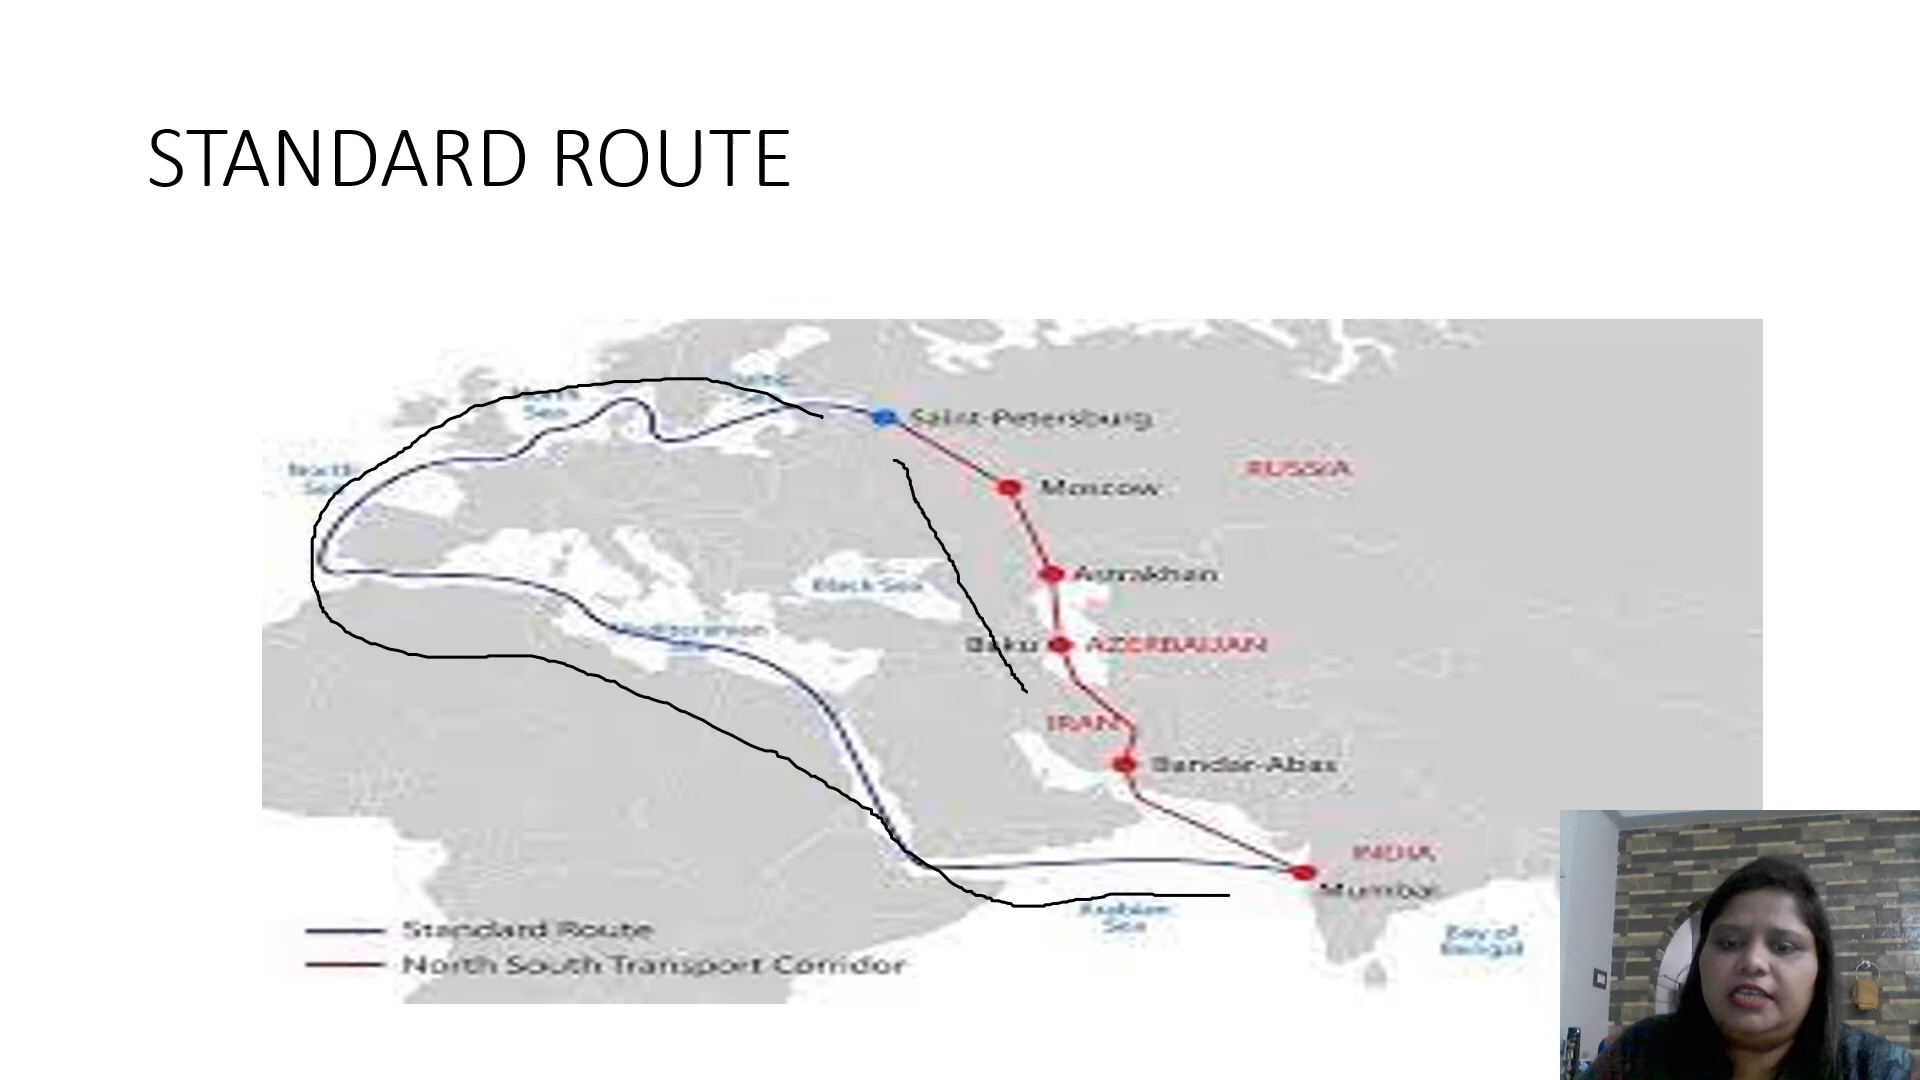 STANDARD ROUTE
Saint-Petersburg
RUSSIA
Moscow
North
Sea
Astrakhan
Black Sea
Mediterranean
Baku
AZERBAIJAN
IRAN
Bandar-Abas
INDIA
Mumbai
Arabian
Sea
Bay of
Bengal
Standard Route
North South Transport Corridor